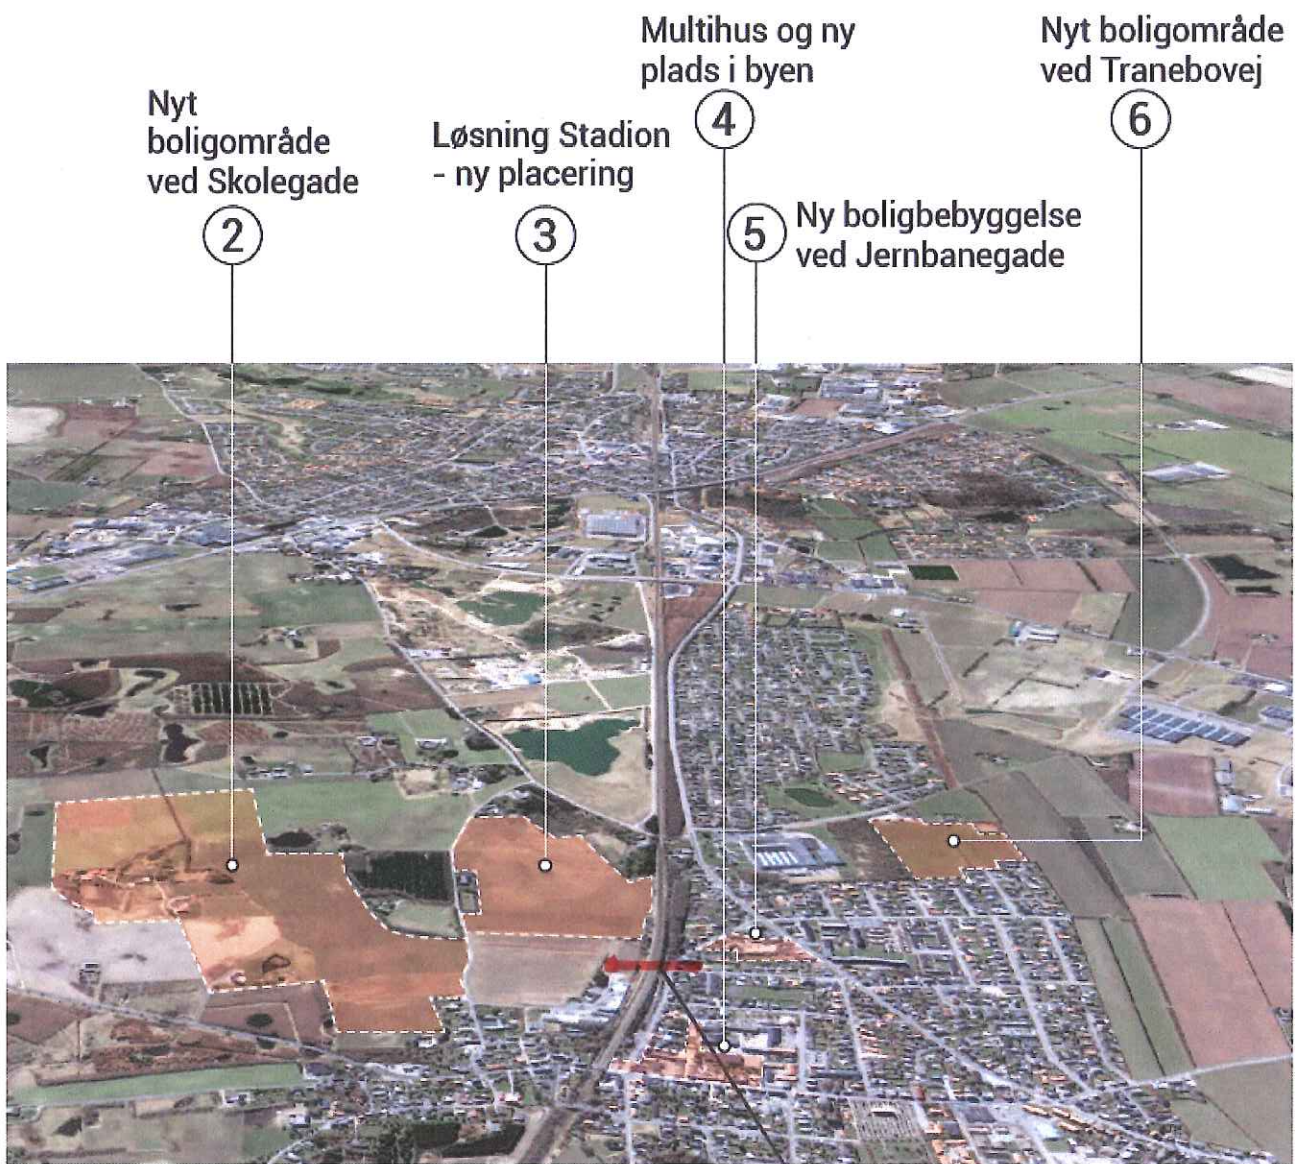 Nyt
boligområde
ved Skolegade
2
Løsning Stadion
- ny placering
3
Multihus og ny
plads i byen
4
5
Ny boligbebyggelse
ved Jernbanegade
Nyt boligområde
ved Tranebovej
6